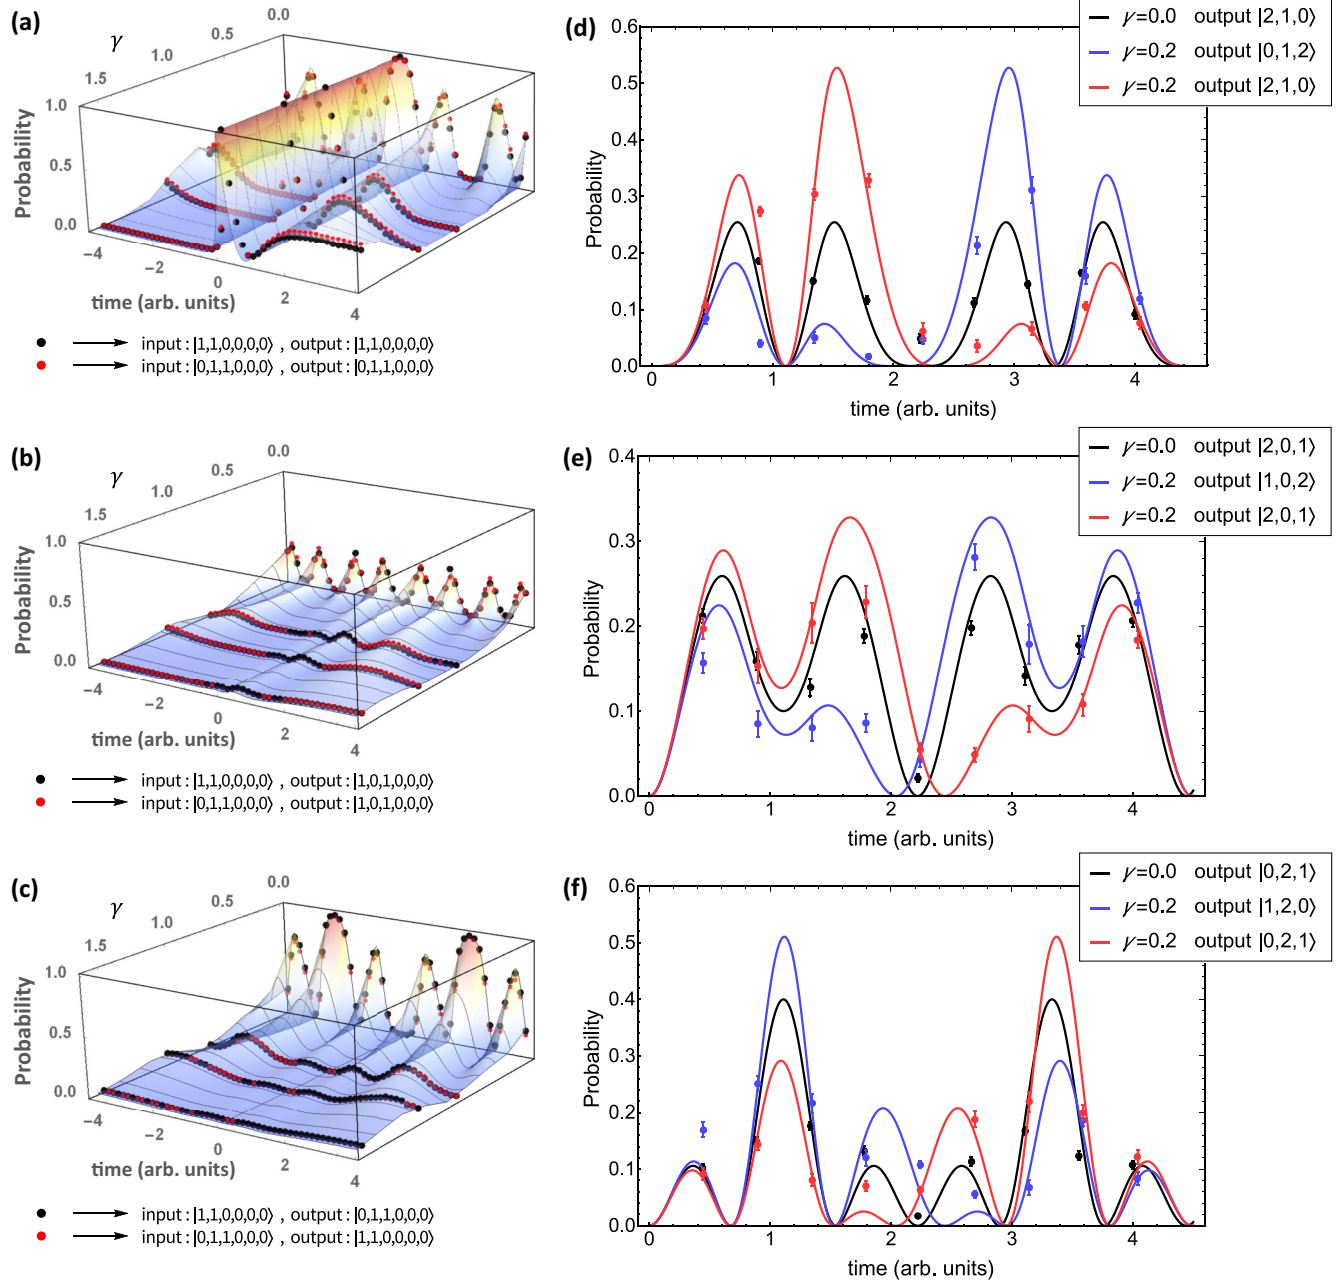 (a)
γ
0.0
0.5
1.0
1.5
1.0
0.5
0.0
Probability
−4
−2
0
2
4
time (arb. units)
input:|1,1,0,0,0,0⟩ , output:|1,1,0,0,0,0⟩
input:|0,1,1,0,0,0⟩ , output:|0,1,1,0,0,0⟩
(d)
γ=0.0 output |2,1,0⟩
γ=0.2 output |0,1,2⟩
γ=0.2 output |2,1,0⟩
0.6
0.5
0.4
0.3
0.2
0.1
0.0
Probability
0 1 2 3 4
time (arb. units)
(b)
γ
0.0
0.5
1.0
1.5
1.0
0.5
0.0
Probability
−4
−2
0
2
4
time (arb. units)
input:|1,1,0,0,0,0⟩ , output:|1,0,1,0,0,0⟩
input:|0,1,1,0,0,0⟩ , output:|1,0,1,0,0,0⟩
(e)
γ=0.0 output |2,0,1⟩
γ=0.2 output |1,0,2⟩
γ=0.2 output |2,0,1⟩
0.4
0.3
0.2
0.1
0.0
Probability
0 1 2 3 4
time (arb. units)
(c)
γ
0.0
0.5
1.0
1.5
1.0
0.5
0.0
Probability
−4
−2
0
2
4
time (arb. units)
input:|1,1,0,0,0,0⟩ , output:|0,1,1,0,0,0⟩
input:|0,1,1,0,0,0⟩ , output:|1,1,0,0,0,0⟩
(f)
γ=0.0 output |0,2,1⟩
γ=0.2 output |1,2,0⟩
γ=0.2 output |0,2,1⟩
0.6
0.5
0.4
0.3
0.2
0.1
0.0
Probability
0 1 2 3 4
time (arb. units)